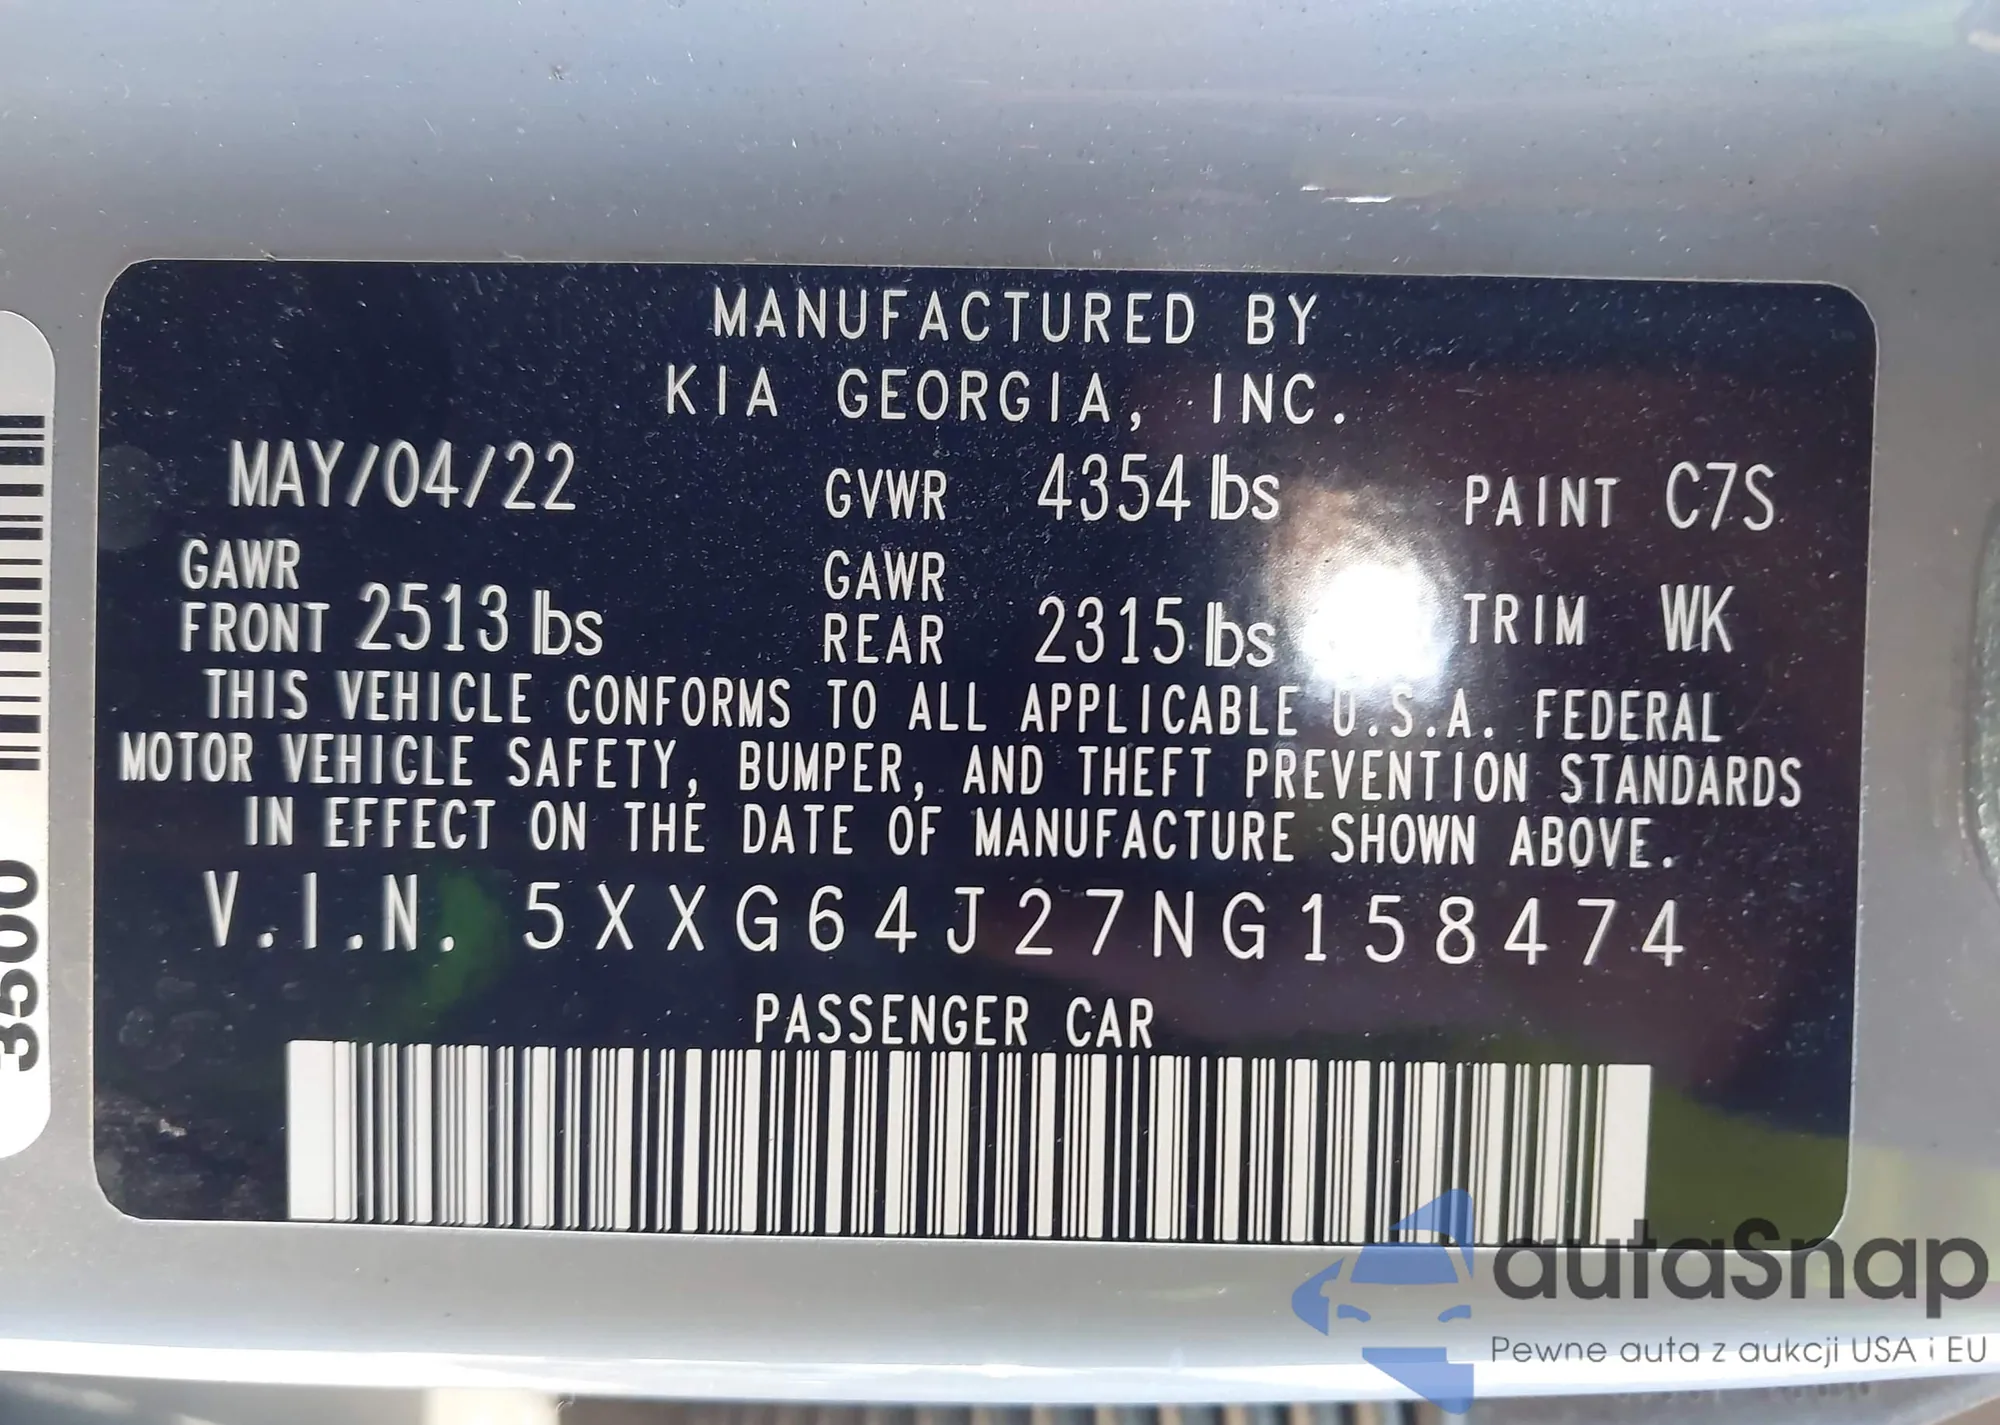 MANUFACTURED BY
KIA GEORGIA, INC.
MAY/04/22 GVWR 4354 lbs PAINT C7S
GAWR FRONT 2513 lbs GAWR REAR 2315 lbs TRIM WK
THIS VEHICLE CONFORMS TO ALL APPLICABLE U.S.A. FEDERAL
MOTOR VEHICLE SAFETY, BUMPER, AND THEFT PREVENTION STANDARDS
IN EFFECT ON THE DATE OF MANUFACTURE SHOWN ABOVE.
V.I.N. 5XXG64J27NG158474
PASSENGER CAR
3500
autaSnap
Pewne auta z aukcji USA i EU